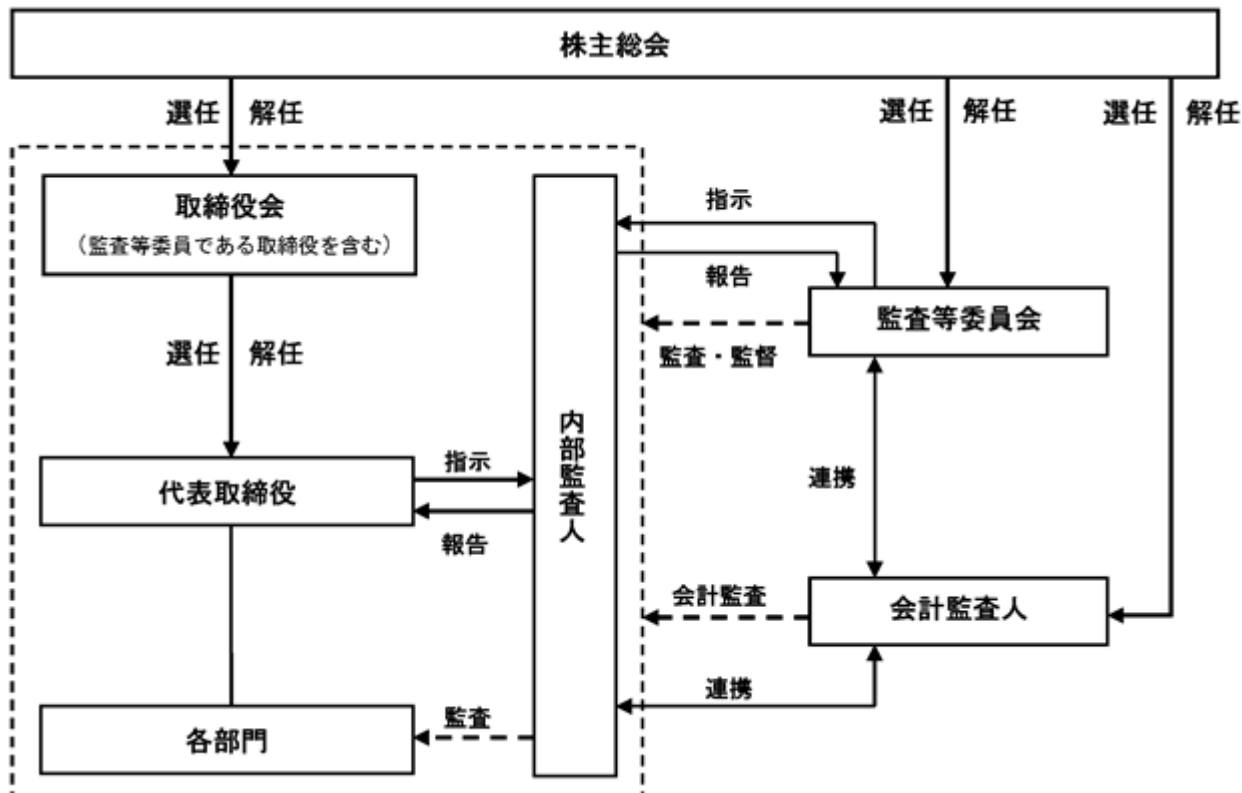 株主総会
選任 解任
選任 解任
選任 解任
取締役会
（監査等委員である取締役を含む）
指示
報告
監査等委員会
監査・監督
選任 解任
内部監査人
指示
代表取締役
連携
報告
会計監査
会計監査人
連携
監査
各部門